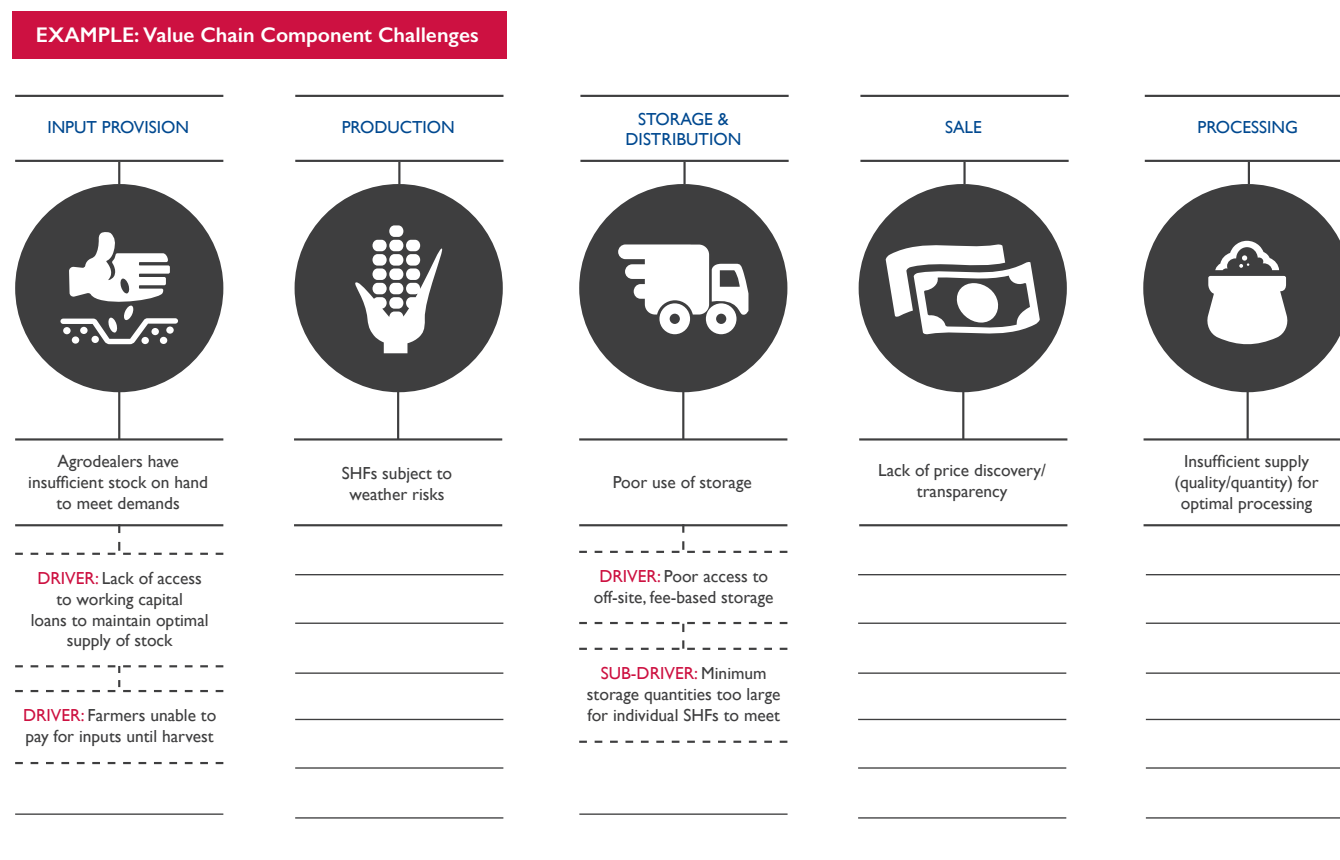 EXAMPLE: Value Chain Component Challenges
INPUT PROVISION
PRODUCTION
STORAGE &
DISTRIBUTION
SALE
PROCESSING
Agrodealers have
insufficient stock on hand
to meet demands
SHFs subject to
weather risks
Poor use of storage
Lack of price discovery/
transparency
Insufficient supply
(quality/quantity) for
optimal processing
DRIVER: Lack of access
to working capital
loans to maintain optimal
supply of stock
DRIVER: Farmers unable to
pay for inputs until harvest
DRIVER: Poor access to
off-site, fee-based storage
SUB-DRIVER: Minimum
storage quantities too large
for individual SHFs to meet